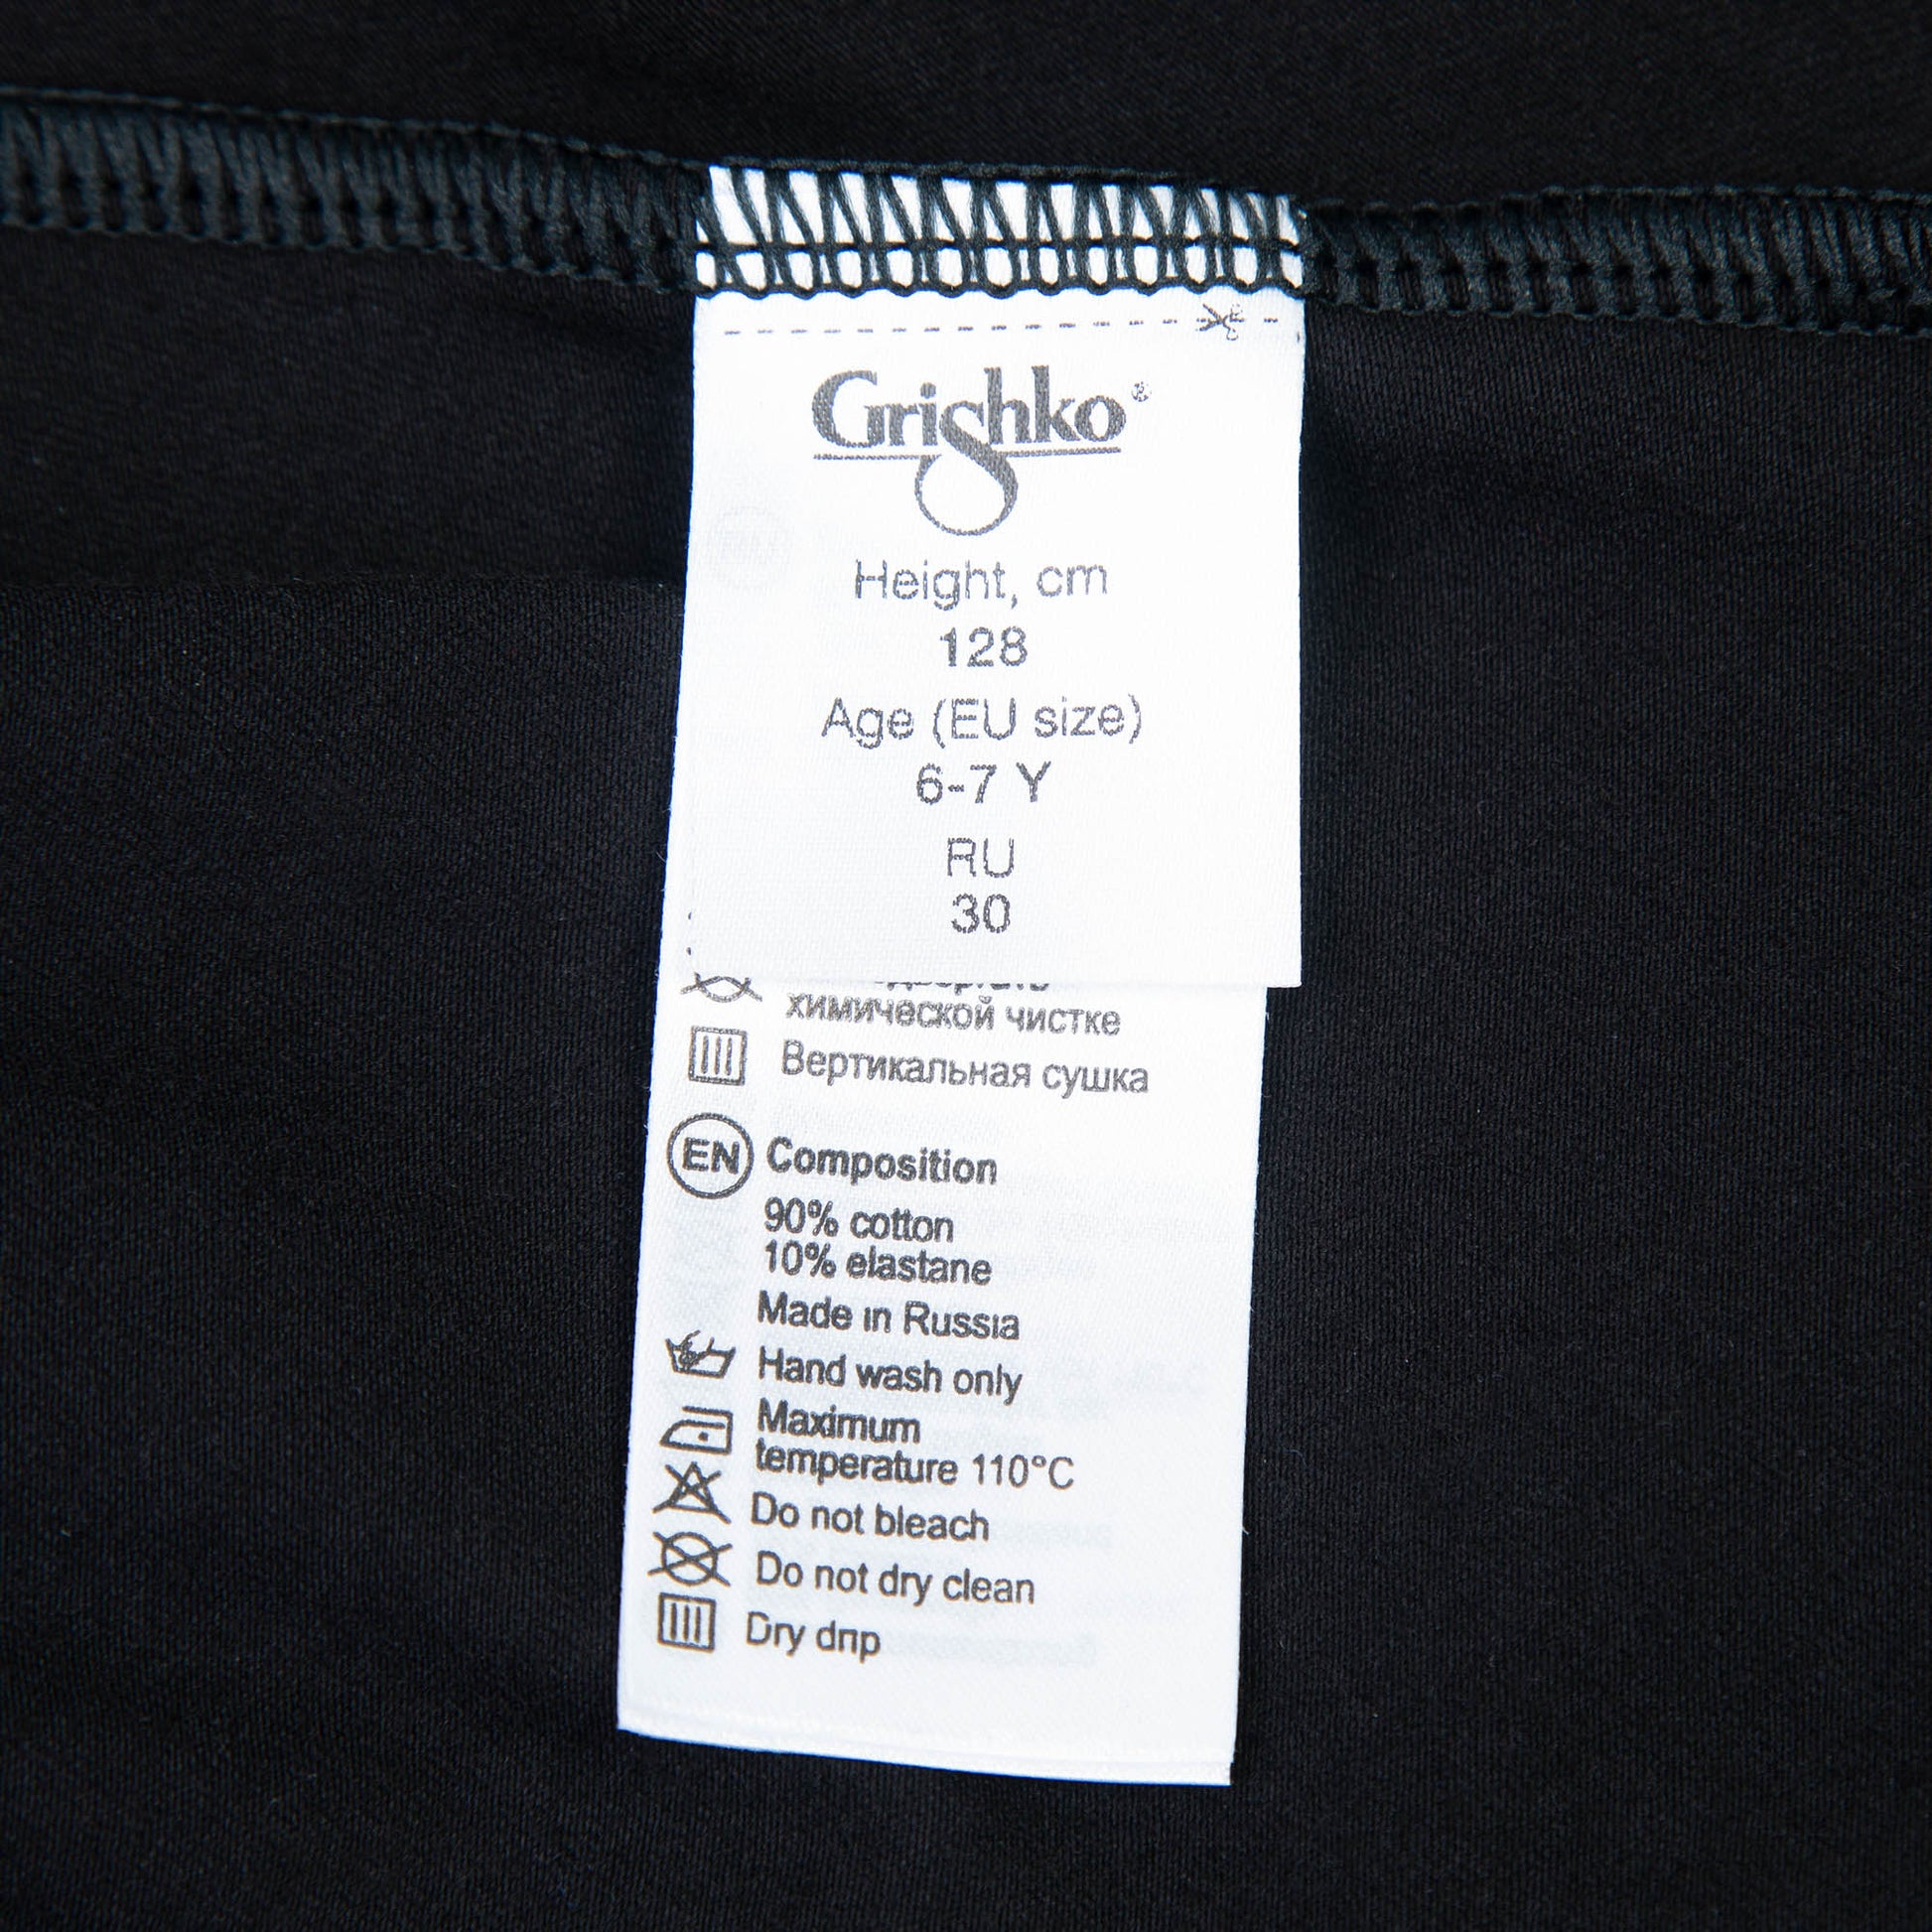 Grishko®
Height, cm
128
Age (EU size)
6-7 Y
RU
30
химической чистке
Вертикальная сушка
EN Composition
90% cotton
10% elastane
Made in Russia
Hand wash only
Maximum
temperature 110°C
Do not bleach
Do not dry clean
Dry drip